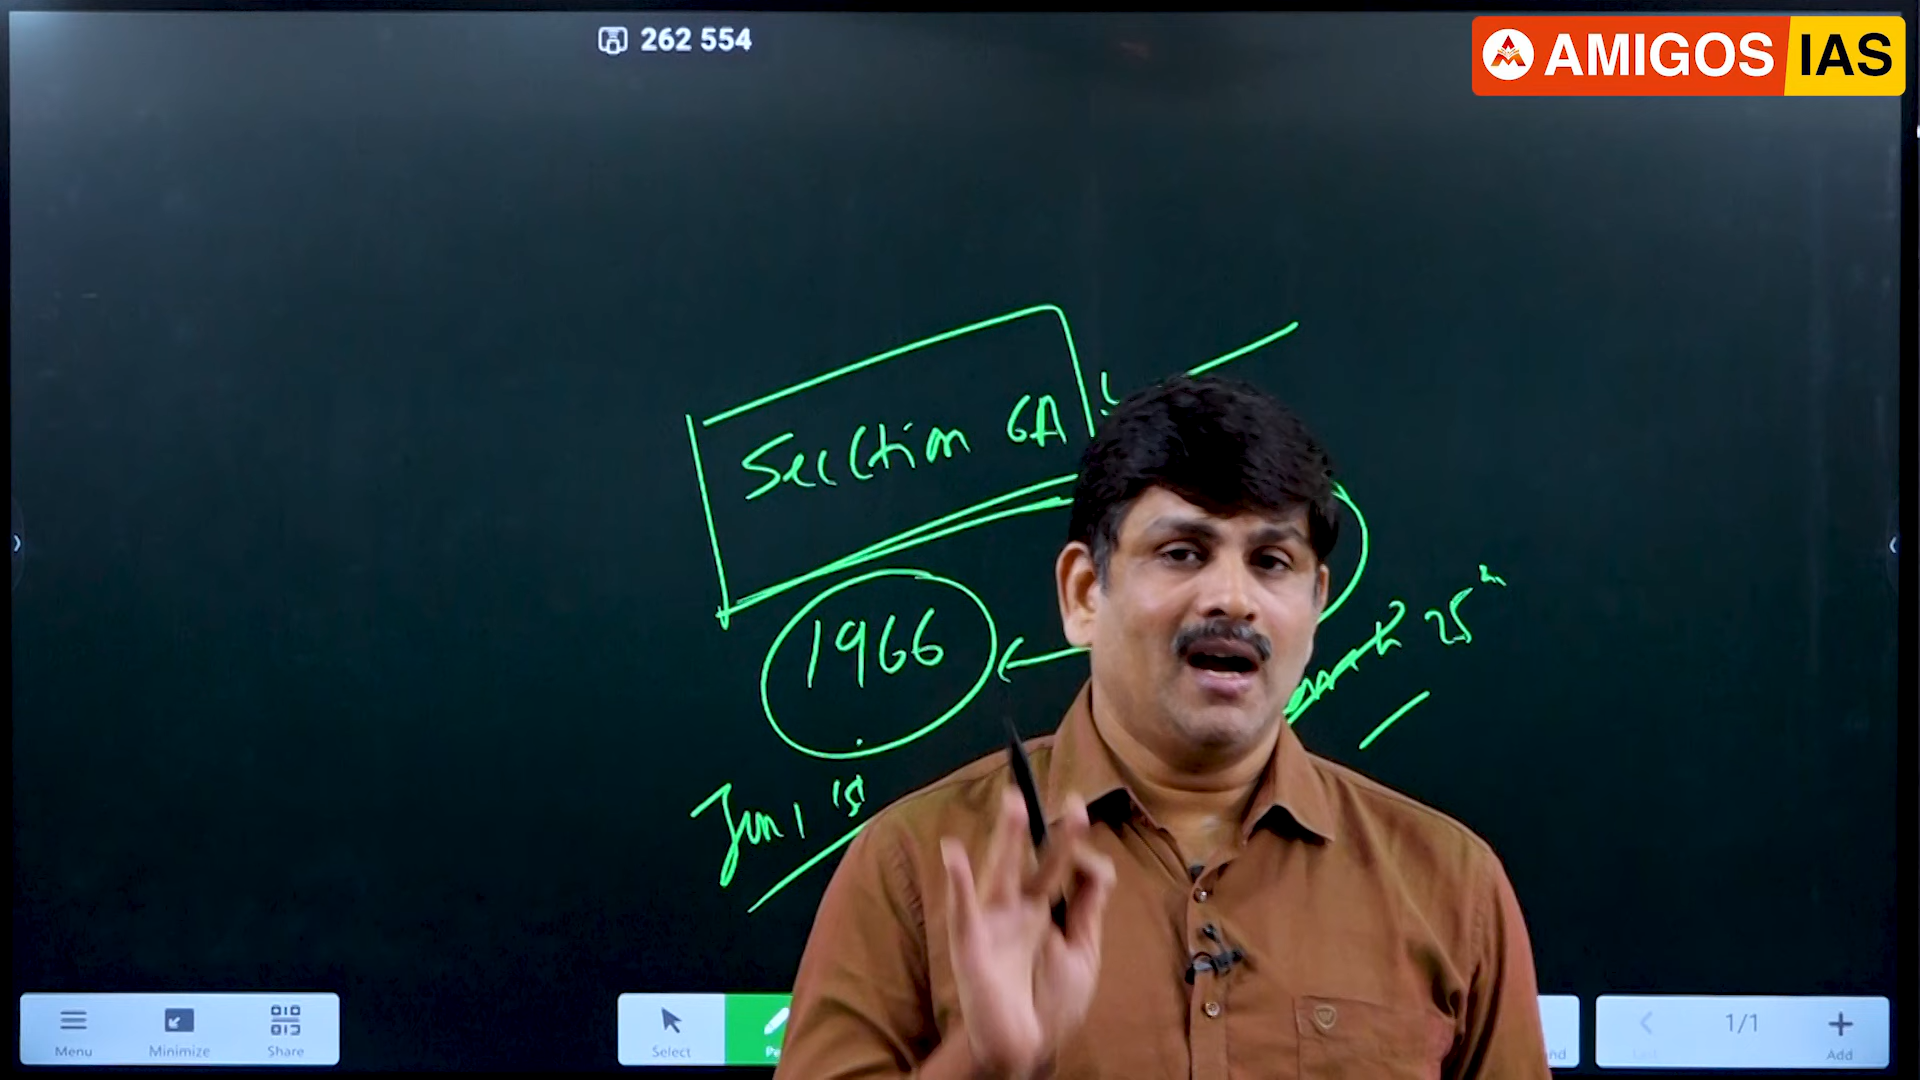 262 554
AMIGOS IAS
Section 6A
1966
25th
Jan 1st
Menu
Minimize
Share
Select
1/1
Add